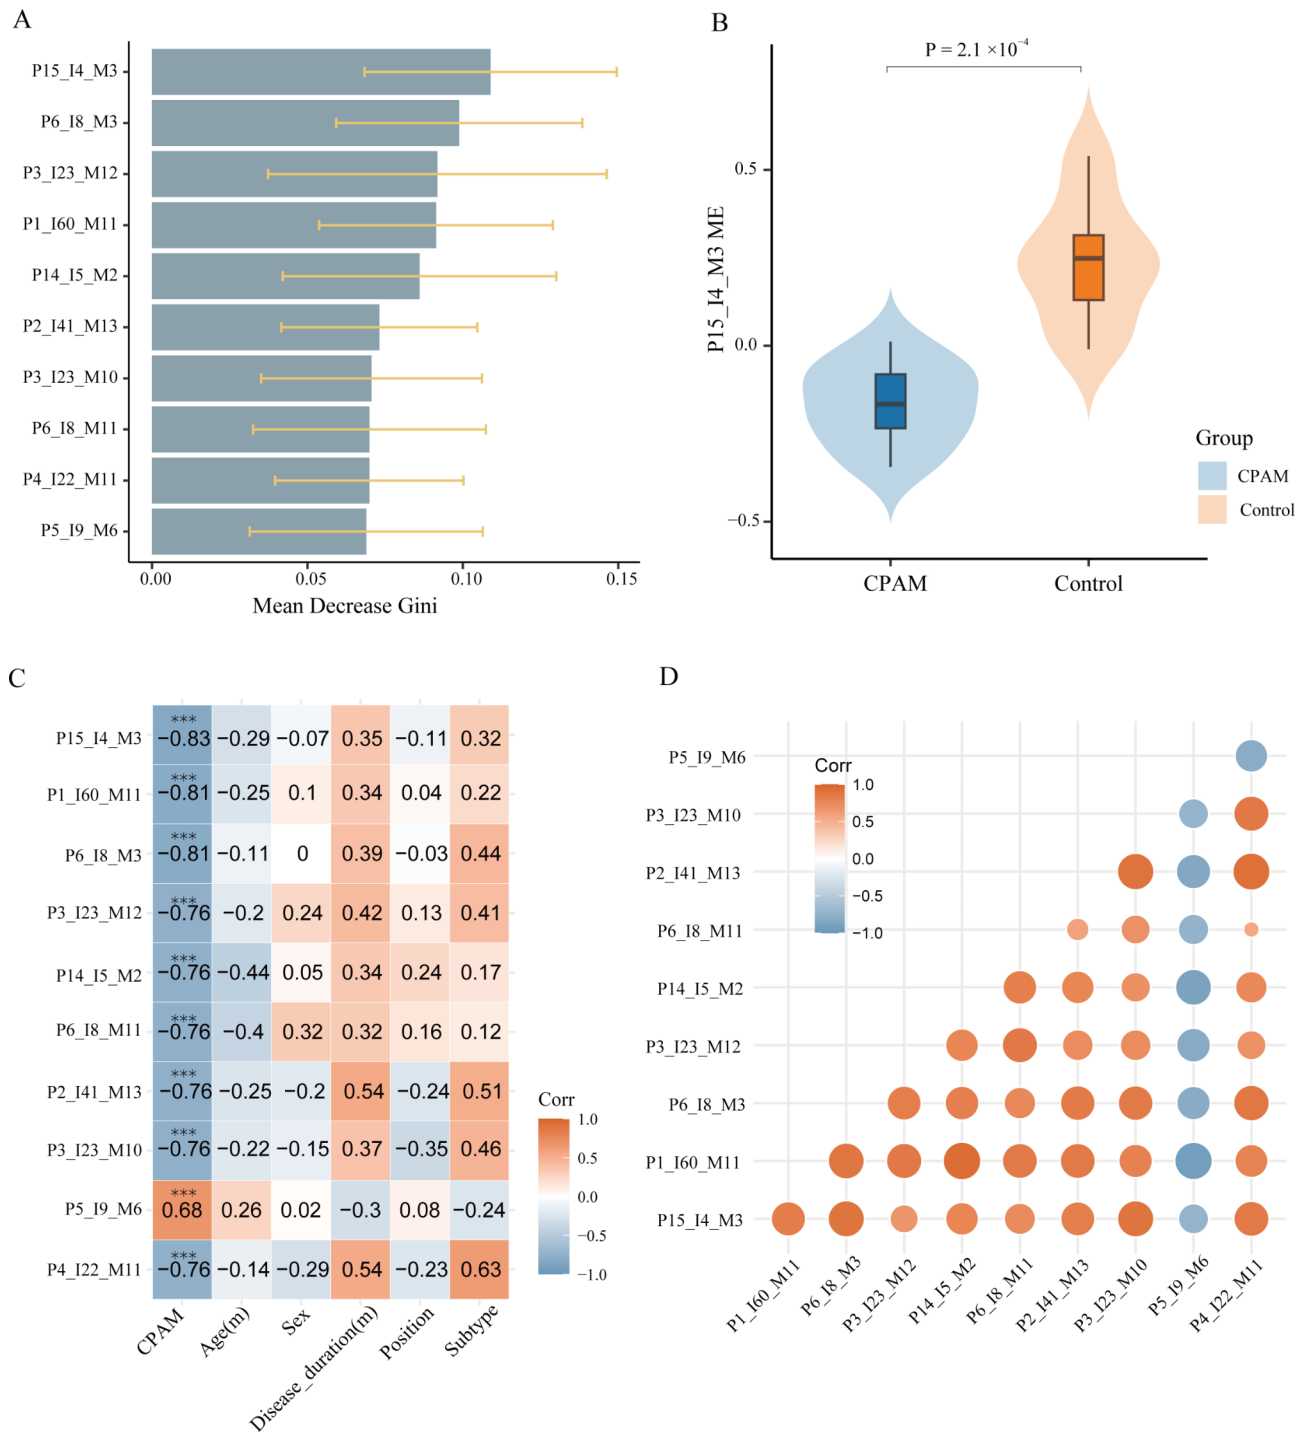 A
P15_I4_M3
P6_I8_M3
P3_I23_M12
P1_I60_M11
P14_I5_M2
P2_I41_M13
P3_I23_M10
P6_I8_M11
P4_I22_M11
P5_I9_M6
0.00 0.05 0.10 0.15
Mean Decrease Gini
B
P = 2.1 ×10⁻⁴
P15_I4_M3 ME
0.5
0.0
−0.5
CPAM Control
Group
CPAM
Control
C
P15_I4_M3 *** −0.83 −0.29 −0.07 0.35 −0.11 0.32
P1_I60_M11 *** −0.81 −0.25 0.1 0.34 0.04 0.22
P6_I8_M3 *** −0.81 −0.11 0 0.39 −0.03 0.44
P3_I23_M12 *** −0.76 −0.2 0.24 0.42 0.13 0.41
P14_I5_M2 *** −0.76 −0.44 0.05 0.34 0.24 0.17
P6_I8_M11 *** −0.76 −0.4 0.32 0.32 0.16 0.12
P2_I41_M13 *** −0.76 −0.25 −0.2 0.54 −0.24 0.51
P3_I23_M10 *** −0.76 −0.22 −0.15 0.37 −0.35 0.46
P5_I9_M6 *** 0.68 0.26 0.02 −0.3 0.08 −0.24
P4_I22_M11 *** −0.76 −0.14 −0.29 0.54 −0.23 0.63
CPAM Age(m) Sex Disease_duration(m) Position Subtype
Corr
1.0
0.5
0.0
−0.5
−1.0
D
P5_I9_M6
P3_I23_M10
P2_I41_M13
P6_I8_M11
P14_I5_M2
P3_I23_M12
P6_I8_M3
P1_I60_M11
P15_I4_M3
P1_I60_M11 P6_I8_M3 P3_I23_M12 P14_I5_M2 P6_I8_M11 P2_I41_M13 P3_I23_M10 P5_I9_M6 P4_I22_M11
Corr
1.0
0.5
0.0
−0.5
−1.0